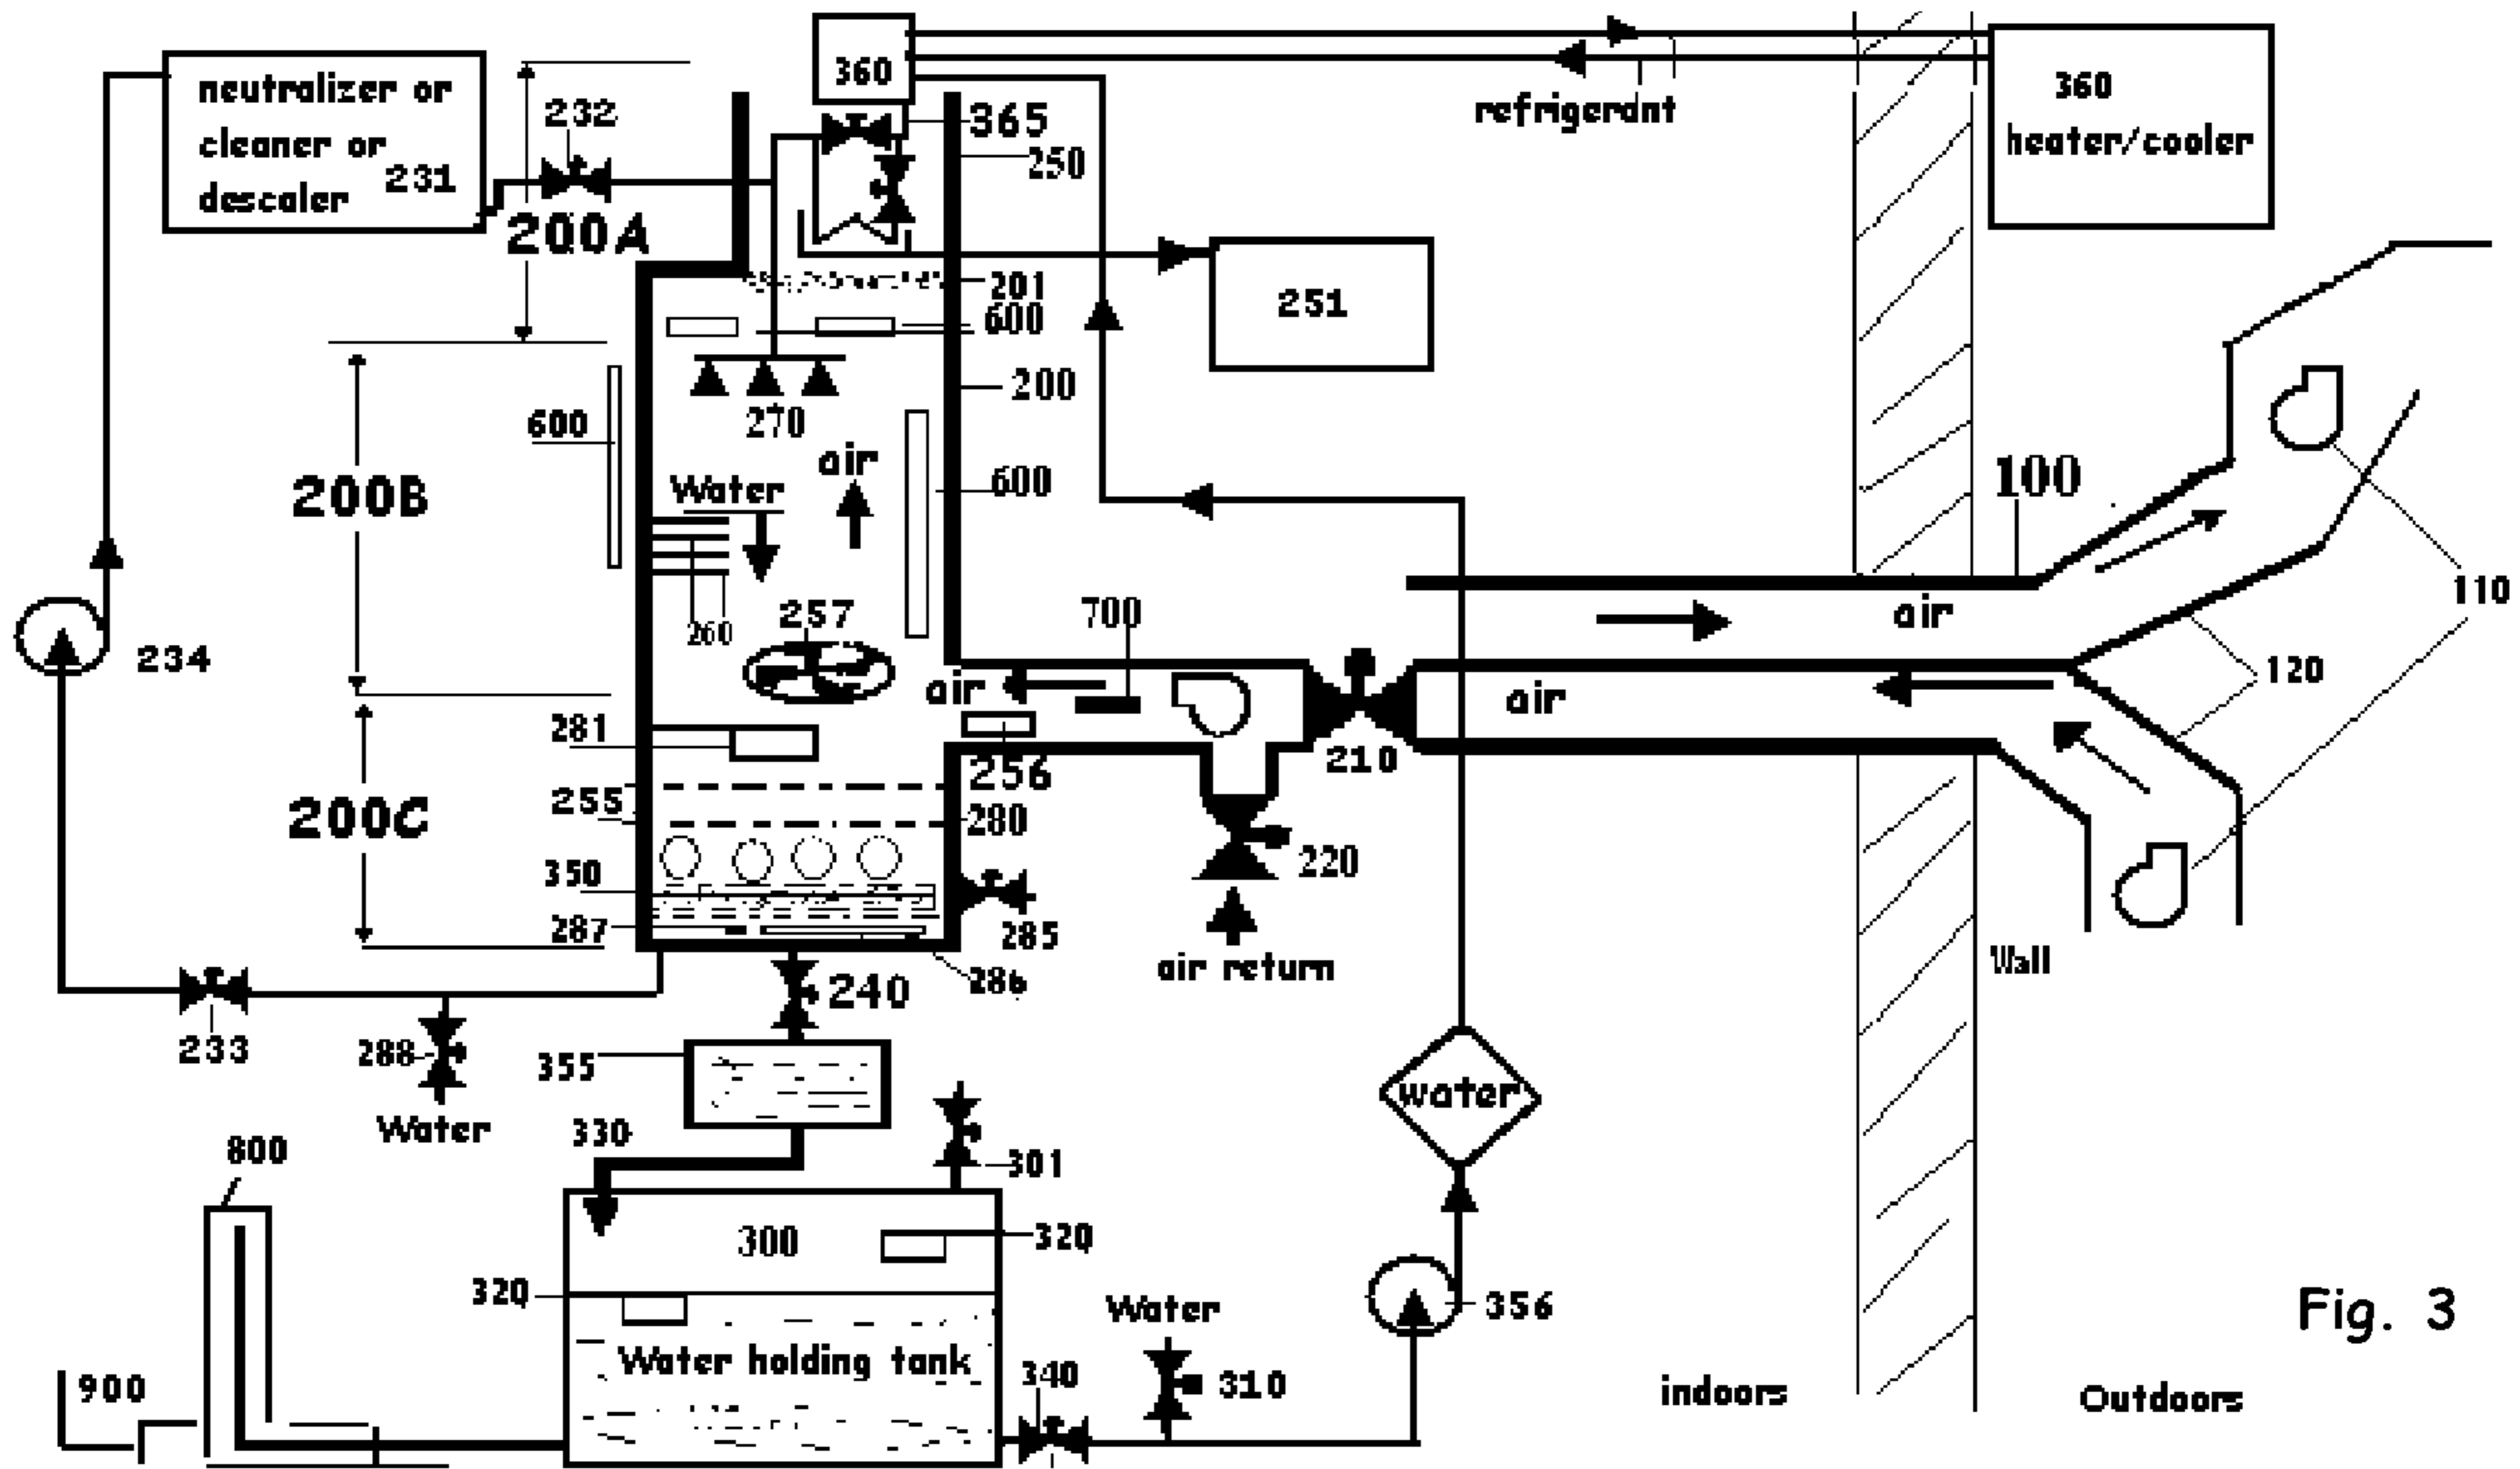 360
360
heater/cooler
refrigerant
neutralizer or
cleaner or
descaler
231
232
365
250
200A
201
600
251
270
200
600
air
600
Water
200B
100
260
257
700
air
110
234
air
air
120
281
210
256
255
280
200C
220
350
287
285
air return
286
Wall
240
233
288
355
water
Water
330
800
301
300
320
320
Water
356
Fig. 3
Water holding tank
340
310
900
indoors
Outdoors